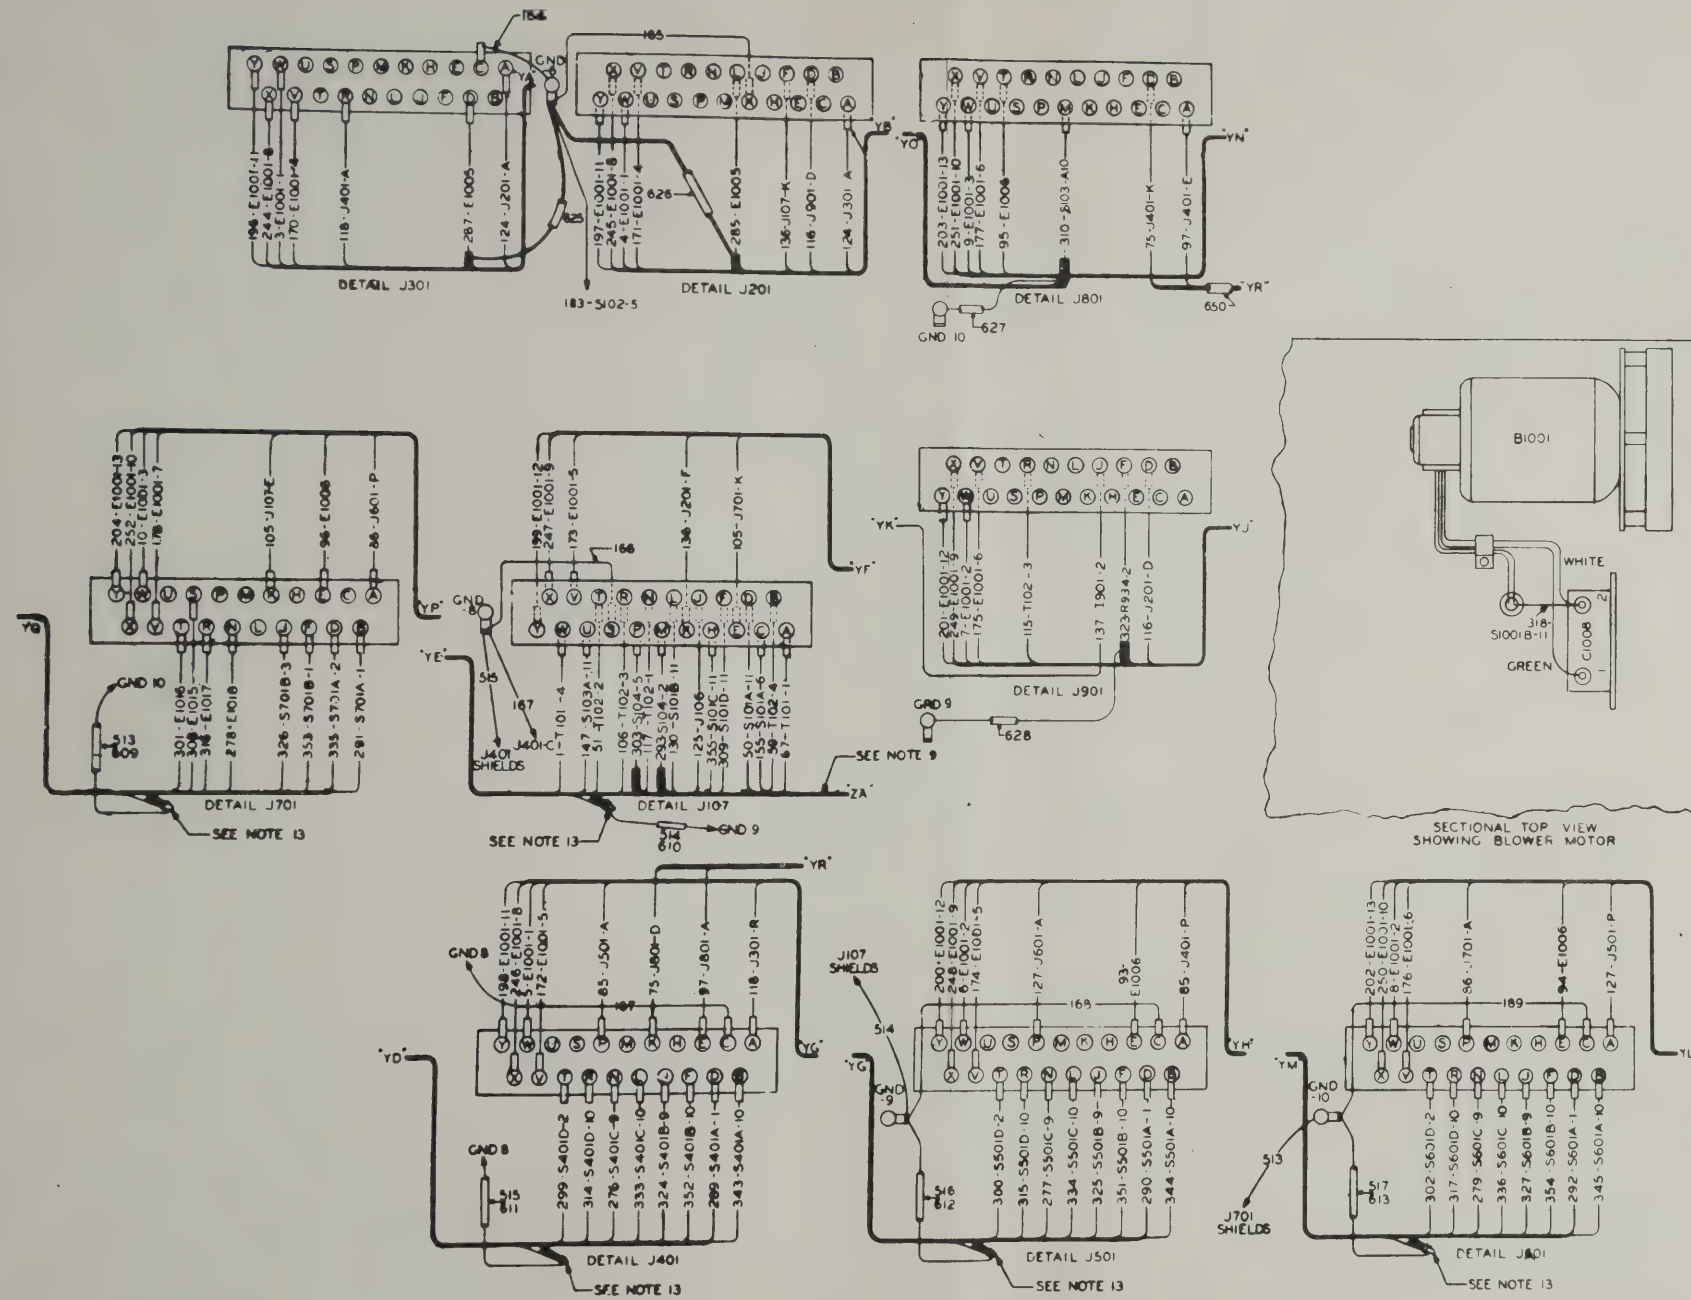 GND
165
Y W U S P M K H E C A
X V T R N L J F D B
196-E1001-11
244-E1001-8
3-E1001-1
170-E1001-4
118-J401-A
287-E1005
124-J201-A
DETAIL J301
183-S102-5
X V T R N L J F D B
Y W U S P M K H E C A
"YB"
197-E1001-11
245-E1001-8
4-E1001-1
171-E1001-4
626
285-E1005
136-J107-K
116-J901-D
124-J301-A
DETAIL J201
X V T R N L J F D B
Y W U S P M K H E C A
"YO"
"YN"
203-E1001-13
251-E1001-10
9-E1001-3
177-E1001-6
95-E1006
310-S103-A10
75-J401-K
97-J401-E
DETAIL J801
"YR"
650
627
GND 10
B1001
WHITE
2
318-
S1001B-11
C1008
GREEN
1
SECTIONAL TOP VIEW
SHOWING BLOWER MOTOR
204-E1001-13
252-E1001-10
10-E1001-3
178-E1001-7
105-J107-E
96-E1006
86-J601-P
Y W U S P M K H E C A
X V T R N L J F D B
"YP"
GND 10
513
609
301-E1016
308-E1015
316-E1017
278-E1018
326-S701B-3
353-S701B-1
335-S701A-2
291-S701A-1
DETAIL J701
SEE NOTE 13
199-E1001-12
247-E1001-9
173-E1001-5
166
136-J201-F
105-J701-K
"YF"
GND
-8
X V T R N L J F D B
Y W U S P M K H E C A
"YE"
515
167
J401-C
J401
SHIELDS
1-T101-4
147-S103A-11
51-T102-2
106-T102-3
303-S104-5
117-T102-1
293-S104-2
130-S101B-11
125-J106
355-S101C-11
309-S101D-11
50-S101A-11
155-S101A-6
59-T102-4
67-T101-1
SEE NOTE 9
"ZA"
DETAIL J107
SEE NOTE 13
514
610
GND 9
X V T R N L J F D B
Y W U S P M K H E C A
"YK"
"YJ"
201-E1001-12
249-E1001-9
7-E1001-2
175-E1001-6
115-T102-3
137 I901-2
323-R934-2
116-J201-D
DETAIL J901
GRD 9
628
"YR"
198-E1001-11
246-E1001-8
5-E1001-1
172-E1001-5
85-J501-A
75-J801-D
97-J801-A
118-J301-R
GND 8
167
Y W U S P M K H E C A
X V T R N L J F D B
"YD"
"YG"
GND 8
515
611
299-S401D-2
314-S401D-10
276-S401C-9
333-S401C-10
324-S401B-9
352-S401B-10
289-S401A-1
343-S401A-10
DETAIL J401
SEE NOTE 13
J107
SHIELDS
200-E1001-12
248-E1001-9
6-E1001-2
174-E1001-5
127-J601-A
93-
E1006
85-J401-P
168
514
Y W U S P M K H E C A
X V T R N L J F D B
"YG"
"YH"
GND
-9
516
612
300-S501D-2
315-S501D-10
277-S501C-9
334-S501C-10
325-S501B-9
351-S501B-10
290-S501A-1
344-S501A-10
DETAIL J501
SEE NOTE 13
202-E1001-13
250-E1001-10
8-E1001-2
176-E1001-6
86-J701-A
94-E1006
127-J501-P
189
Y W U S P M K H E C A
X V T R N L J F D B
"YM"
GND
-10
513
J701
SHIELDS
517
613
302-S601D-2
317-S601D-10
279-S601C-9
336-S601C 10
327-S601B-9
354-S601B-10
292-S601A-1
345-S601A-10
SEE NOTE 13